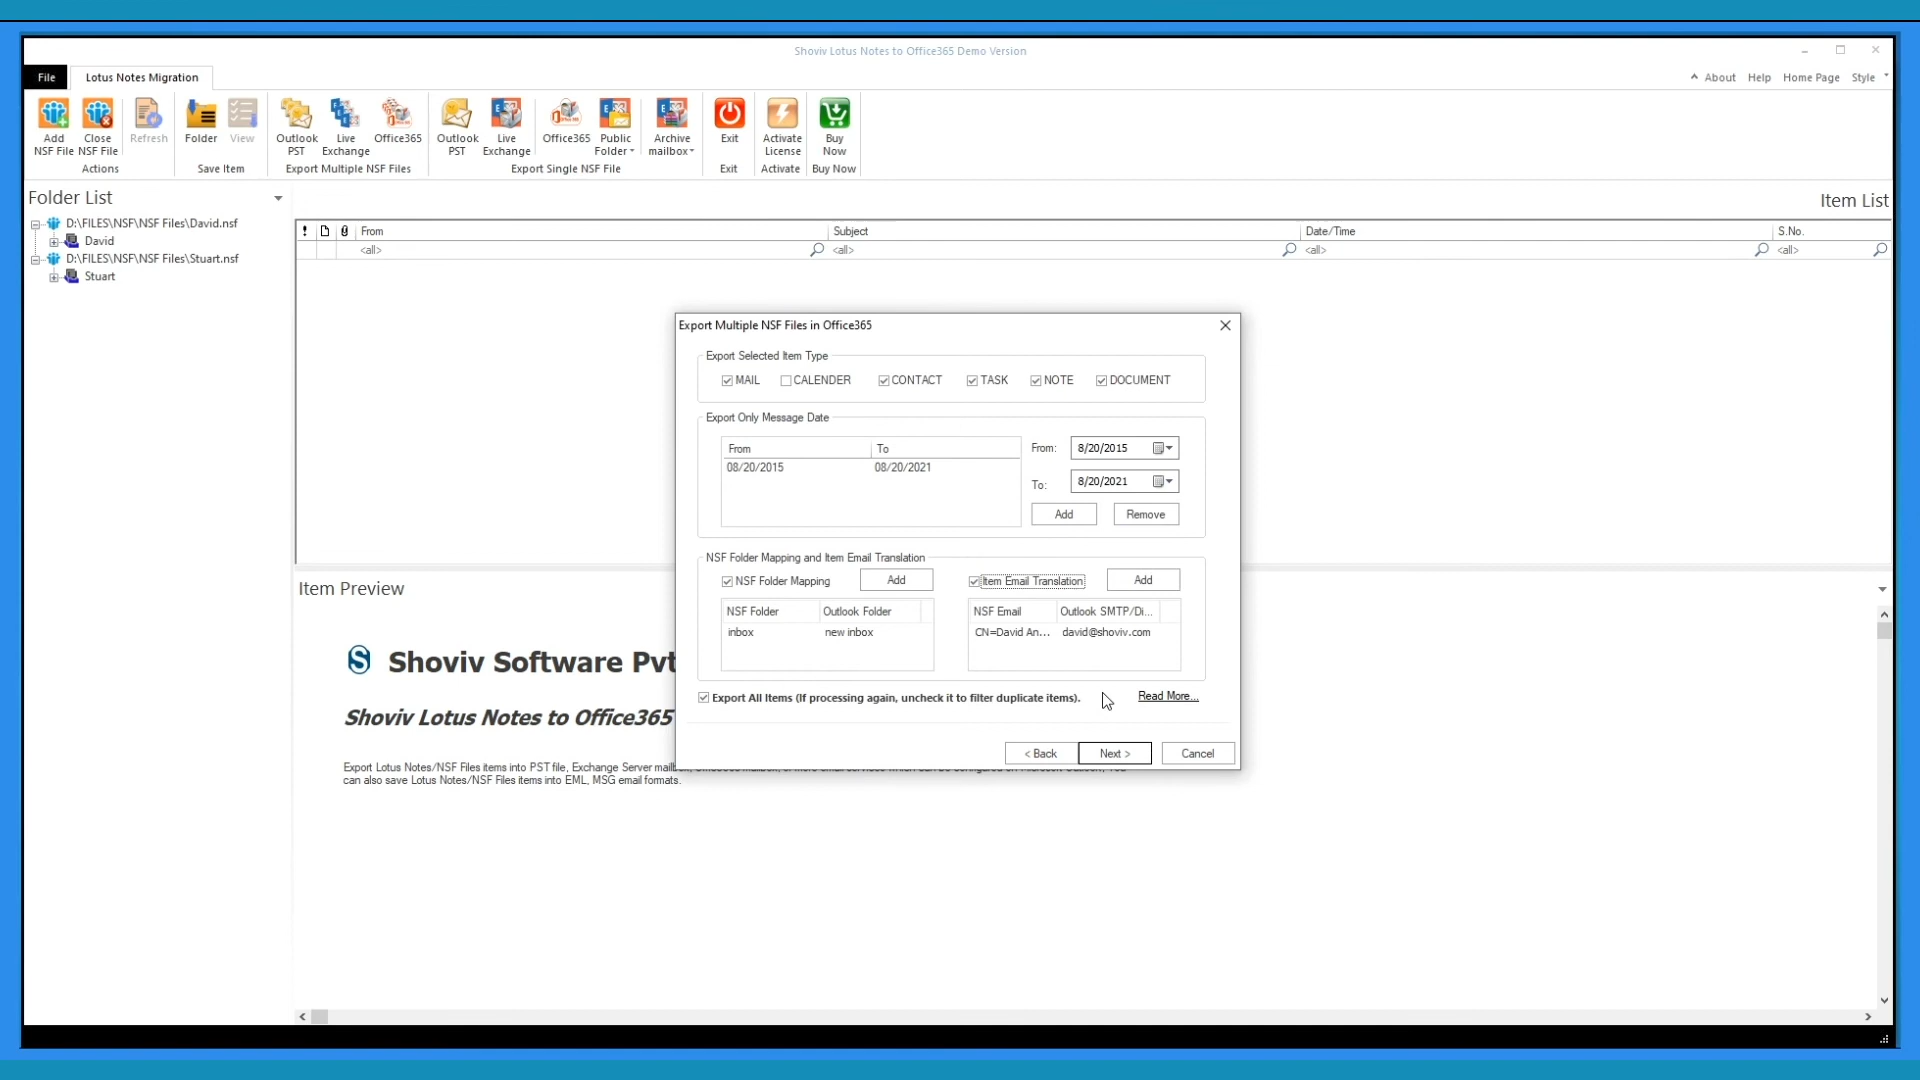 Shoviv Lotus Notes to Office365 Demo Version
File
Lotus Notes Migration
About
Help
Home Page
Style
Add
NSF File
Close
NSF File
Refresh
Folder
View
Outlook
PST
Live
Exchange
Office365
Outlook
PST
Live
Exchange
Office365
Public
Folder
Archive
mailbox
Exit
Activate
License
Buy
Now
Actions
Save Item
Export Multiple NSF Files
Export Single NSF File
Exit
Activate
Buy Now
Folder List
D:\FILES\NSF\NSF Files\David.nsf
David
D:\FILES\NSF\NSF Files\Stuart.nsf
Stuart
Item List
From
Subject
Date/Time
S.No.
<all>
<all>
<all>
<all>
Export Multiple NSF Files in Office365
Export Selected Item Type
MAIL
CALENDER
CONTACT
TASK
NOTE
DOCUMENT
Export Only Message Date
From
To
08/20/2015
08/20/2021
From:
8/20/2015
To:
8/20/2021
Add
Remove
NSF Folder Mapping and Item Email Translation
NSF Folder Mapping
Add
Item Email Translation
Add
NSF Folder
Outlook Folder
inbox
new inbox
NSF Email
Outlook SMTP/Di...
CN=David An...
david@shoviv.com
Export All Items (If processing again, uncheck it to filter duplicate items).
Read More...
< Back
Next >
Cancel
Item Preview
Shoviv Software Pvt
Shoviv Lotus Notes to Office365
Export Lotus Notes/NSF Files items into PST file, Exchange Server
can also save Lotus Notes/NSF Files items into EML, MSG email formats.